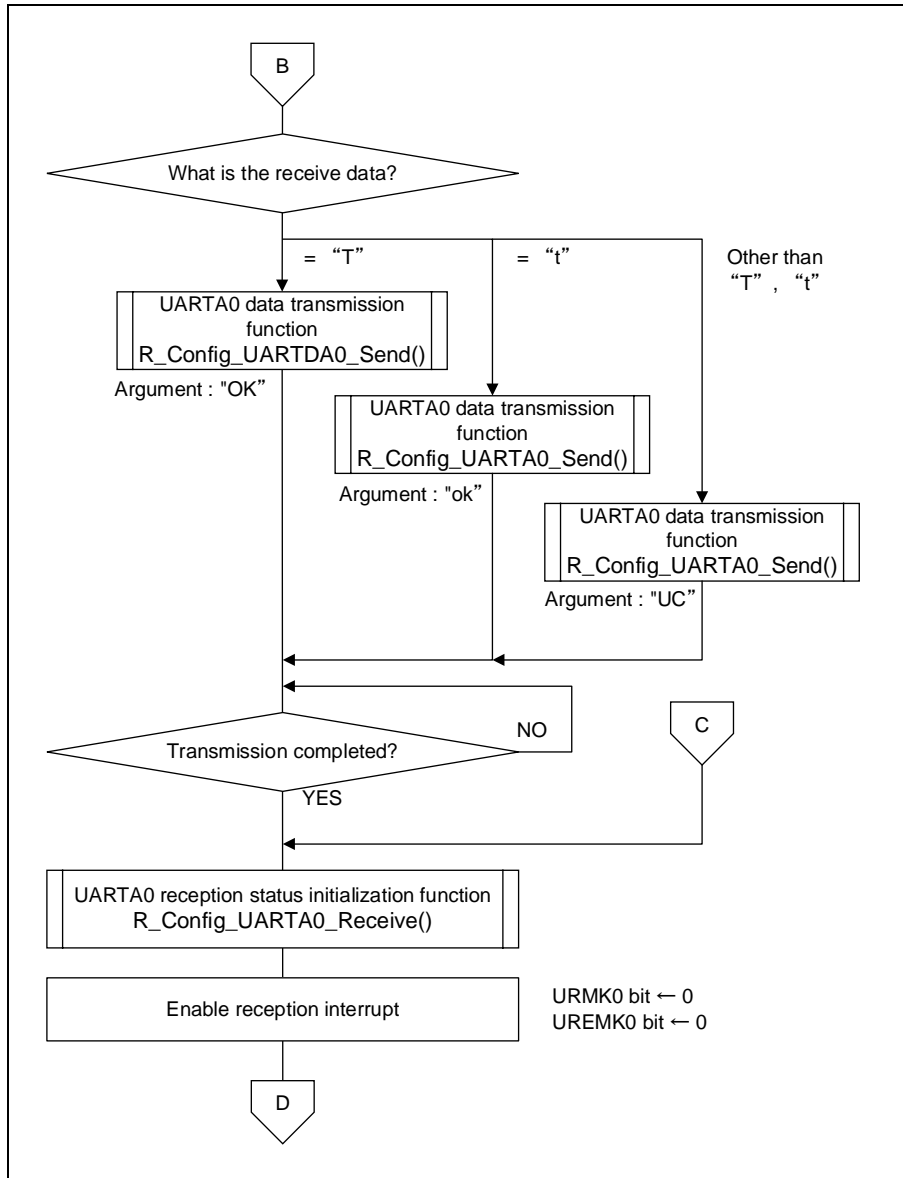 B
What is the receive data?
= “T”
= “t”
Other than
“T” , “t”
UARTA0 data transmission
function
R_Config_UARTDA0_Send()
Argument : "OK”
UARTA0 data transmission
function
R_Config_UARTA0_Send()
Argument : "ok”
UARTA0 data transmission
function
R_Config_UARTA0_Send()
Argument : "UC”
C
NO
Transmission completed?
YES
UARTA0 reception status initialization function
R_Config_UARTA0_Receive()
Enable reception interrupt
URMK0 bit ← 0
UREMK0 bit ← 0
D